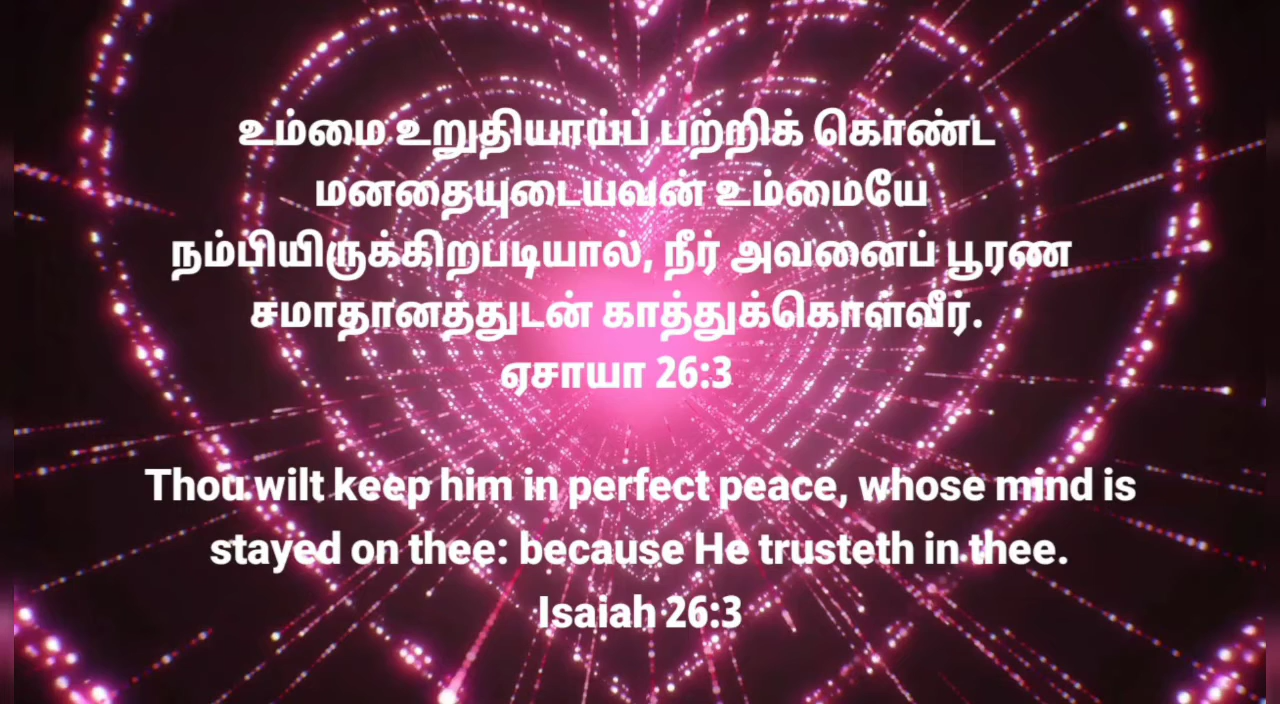 உம்மை உறுதியாய்ப் பற்றிக் கொண்ட
மனதையுடையவன் உம்மையே
நம்பியிருக்கிறபடியால், நீர் அவனைப் பூரண
சமாதானத்துடன் காத்துக்கொள்வீர்.
ஏசாயா 26:3
Thou wilt keep him in perfect peace, whose mind is
stayed on thee: because He trusteth in thee.
Isaiah 26:3